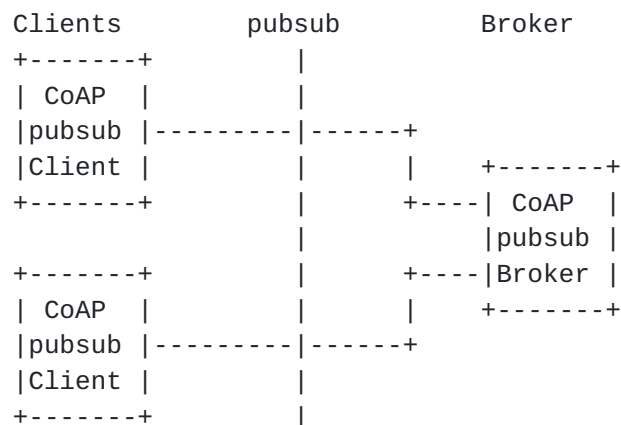 Clients        pubsub         Broker
+-------+         |
| CoAP  |         |
|pubsub |---------|------+
|Client |         |      |    +-------+
+-------+         |      +----| CoAP  |
                  |           |pubsub |
+-------+         |      +----|Broker |
| CoAP  |         |      |    +-------+
|pubsub |---------|------+
|Client |         |
+-------+         |